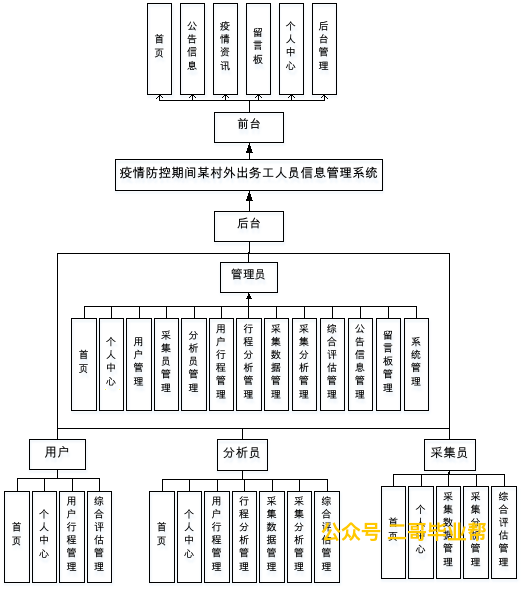 首页
公告信息
疫情资讯
留言板
个人中心
后台管理
前台
疫情防控期间某村外出务工人员信息管理系统
后台
管理员
首页
个人中心
用户管理
采集员管理
分析员管理
用户行程管理
行程分析管理
采集数据管理
采集分析管理
综合评估管理
公告信息管理
留言板管理
系统管理
用户
分析员
采集员
首页
个人中心
用户行程管理
综合评估管理
首页
个人中心
用户行程管理
行程分析管理
采集数据管理
采集分析管理
综合评估管理
首页
个人中心
采集数据管理
采集分析管理
综合评估管理
公众号 二哥毕业帮